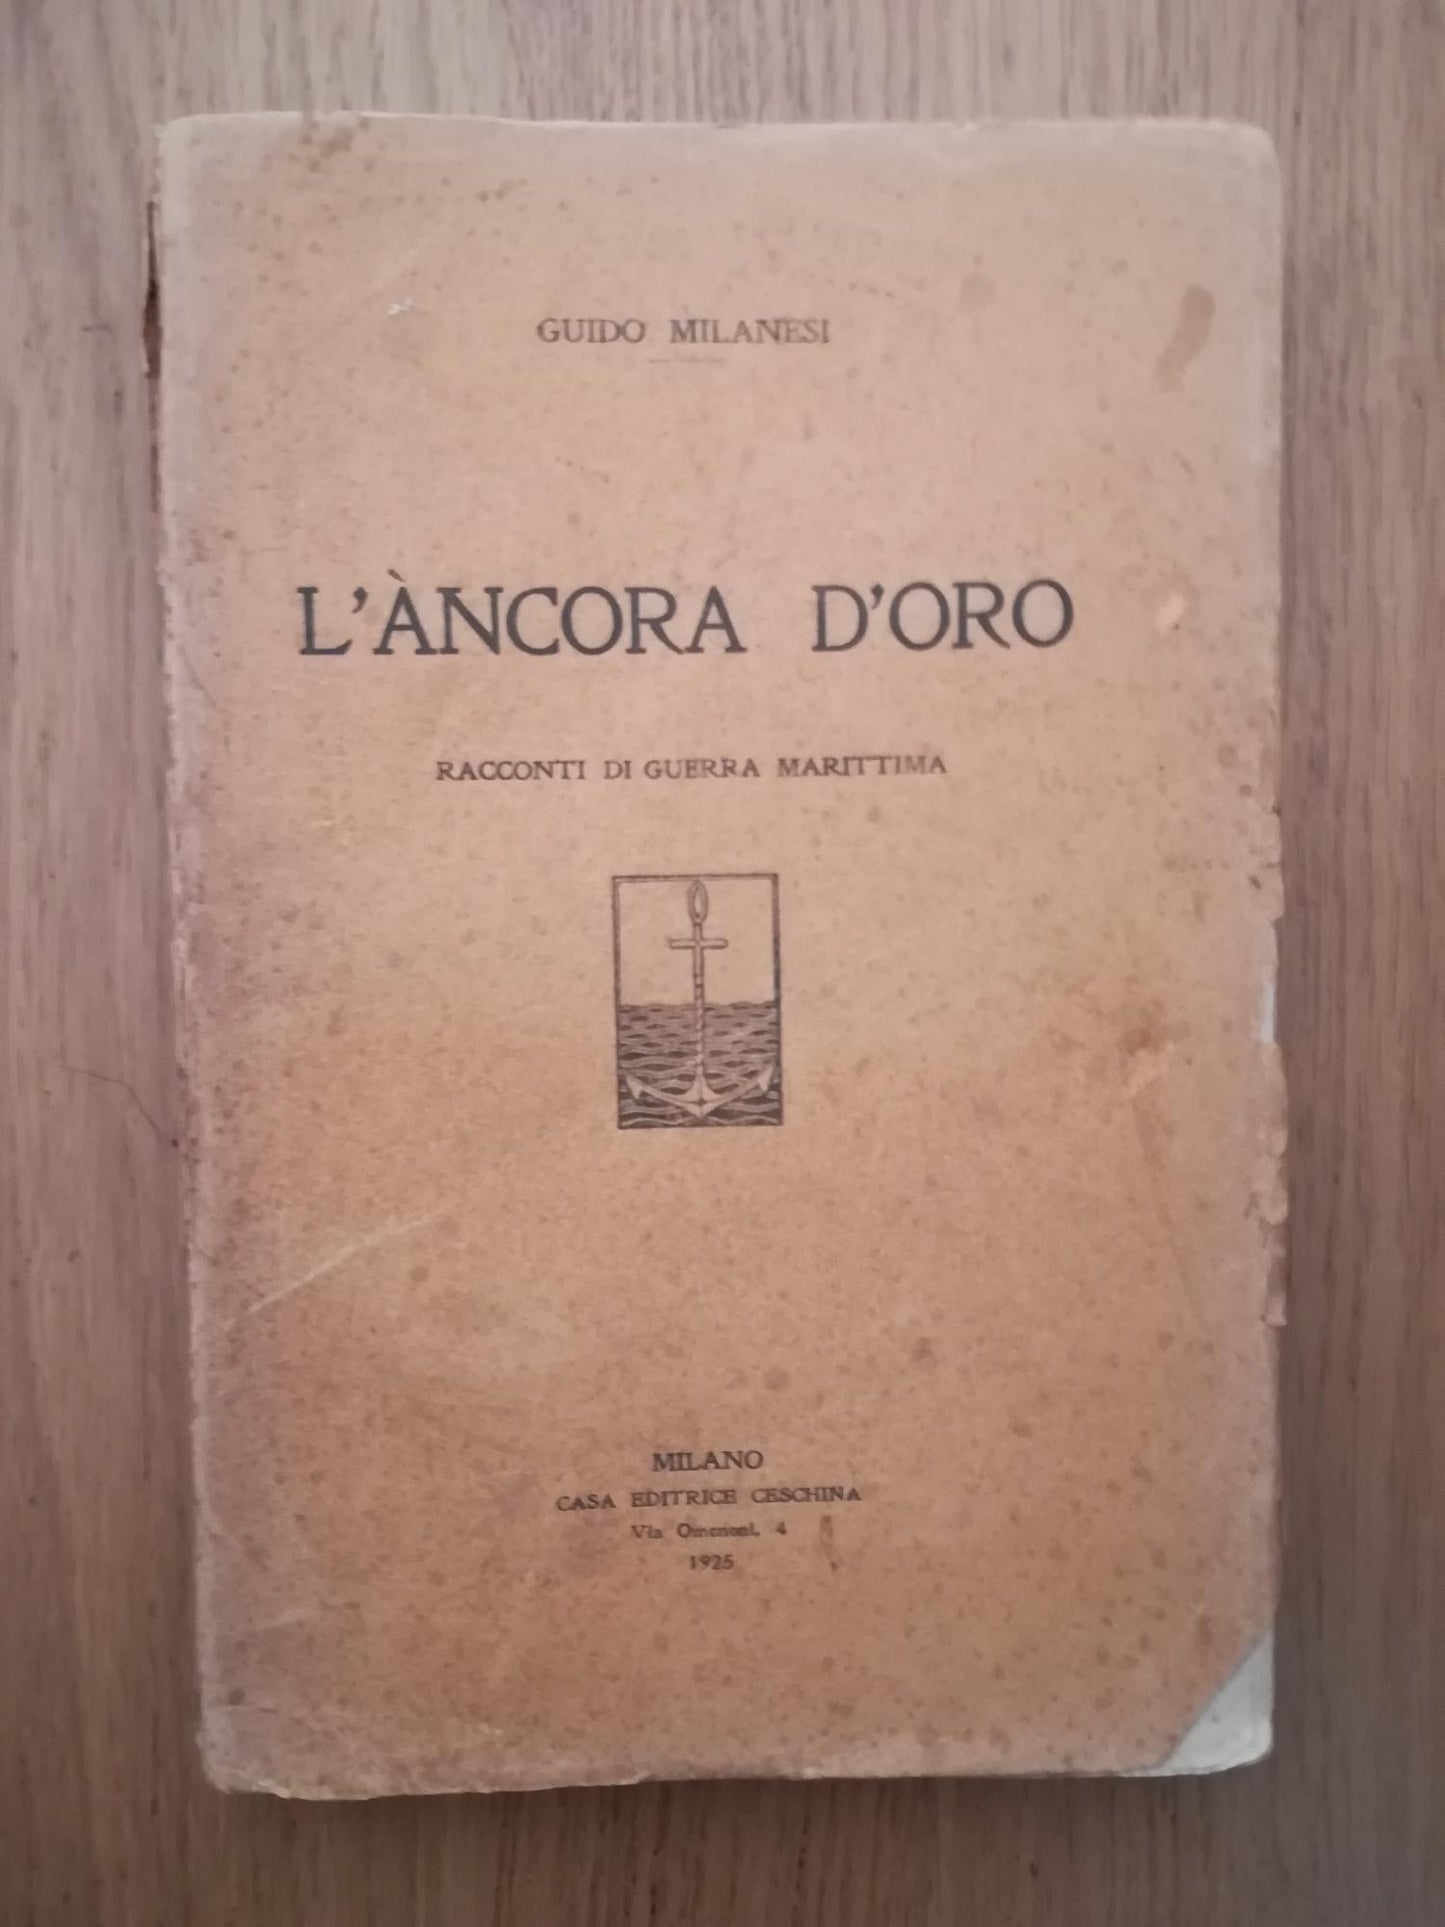 GUIDO MILANESI
L'ÀNCORA D'ORO
RACCONTI DI GUERRA MARITTIMA
MILANO
CASA EDITRICE CESCHINA
Via Omenoni, 4
1925